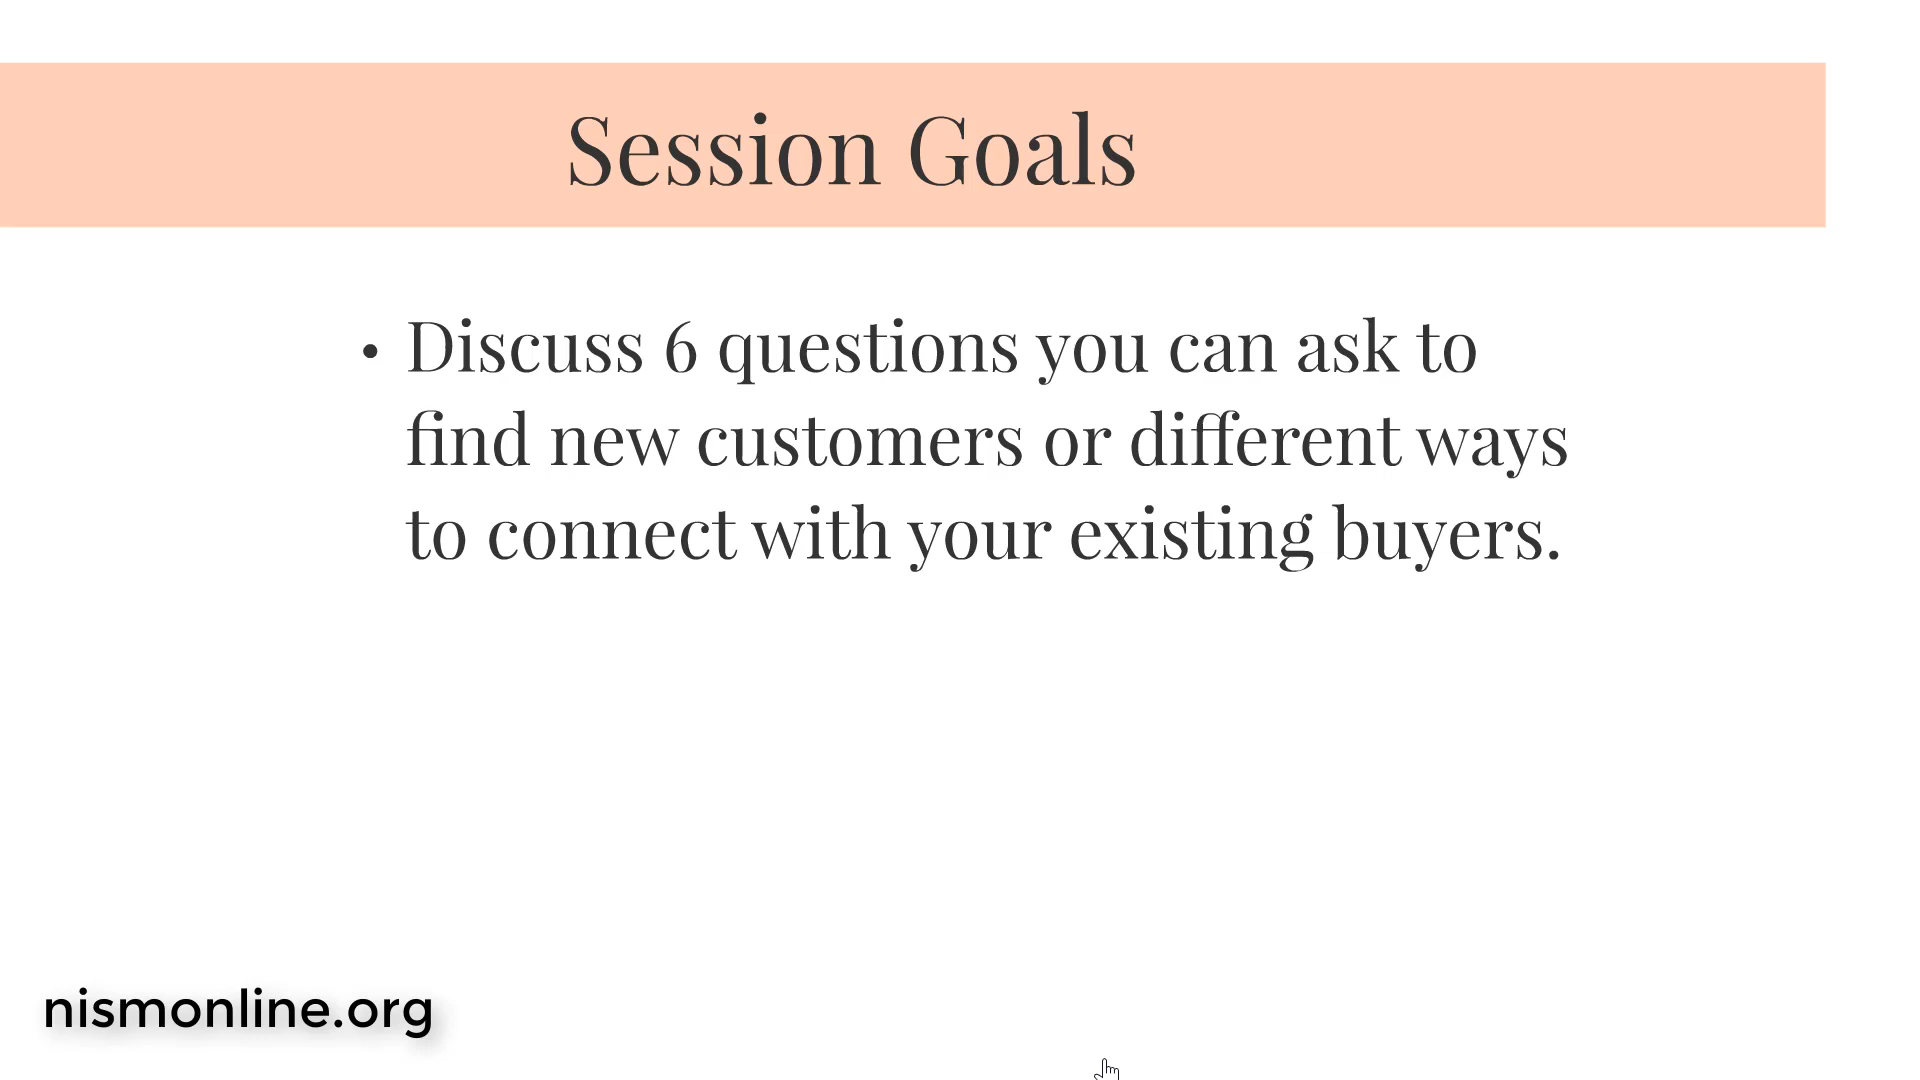 Session Goals
• Discuss 6 questions you can ask to
find new customers or different ways
to connect with your existing buyers.
nismonline.org